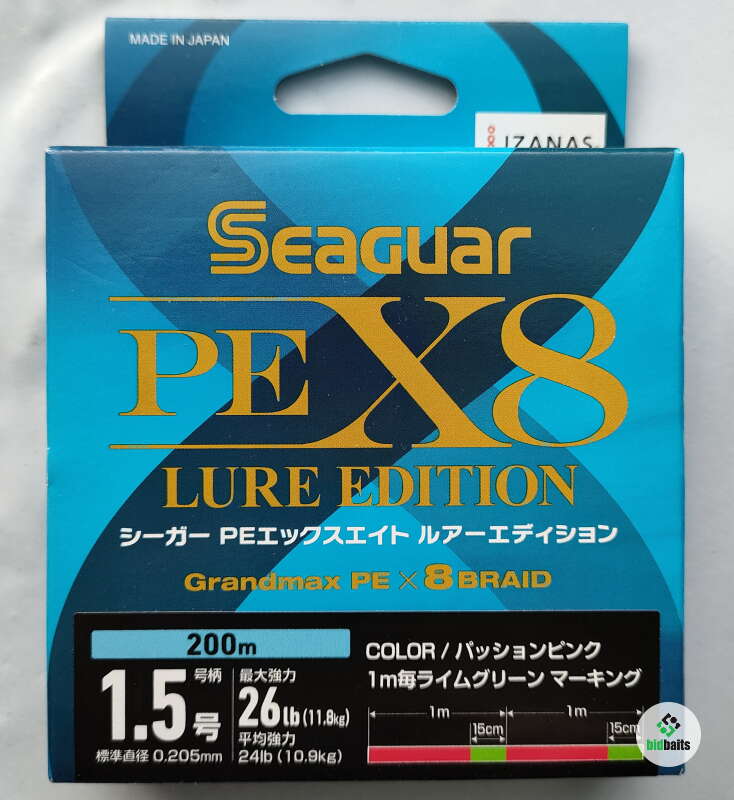 MADE IN JAPAN
IZANAS
Seaguar
PE X8
LURE EDITION
シーガー PEエックスエイト ルアーエディション
Grandmax PE × 8 BRAID
200m
号柄
1.5号
標準直径 0.205mm
最大強力
26lb(11.8kg)
平均強力
24lb (10.9kg)
COLOR / パッションピンク
1m毎ライムグリーン マーキング
1m 1m
15cm 15cm
bidbaits